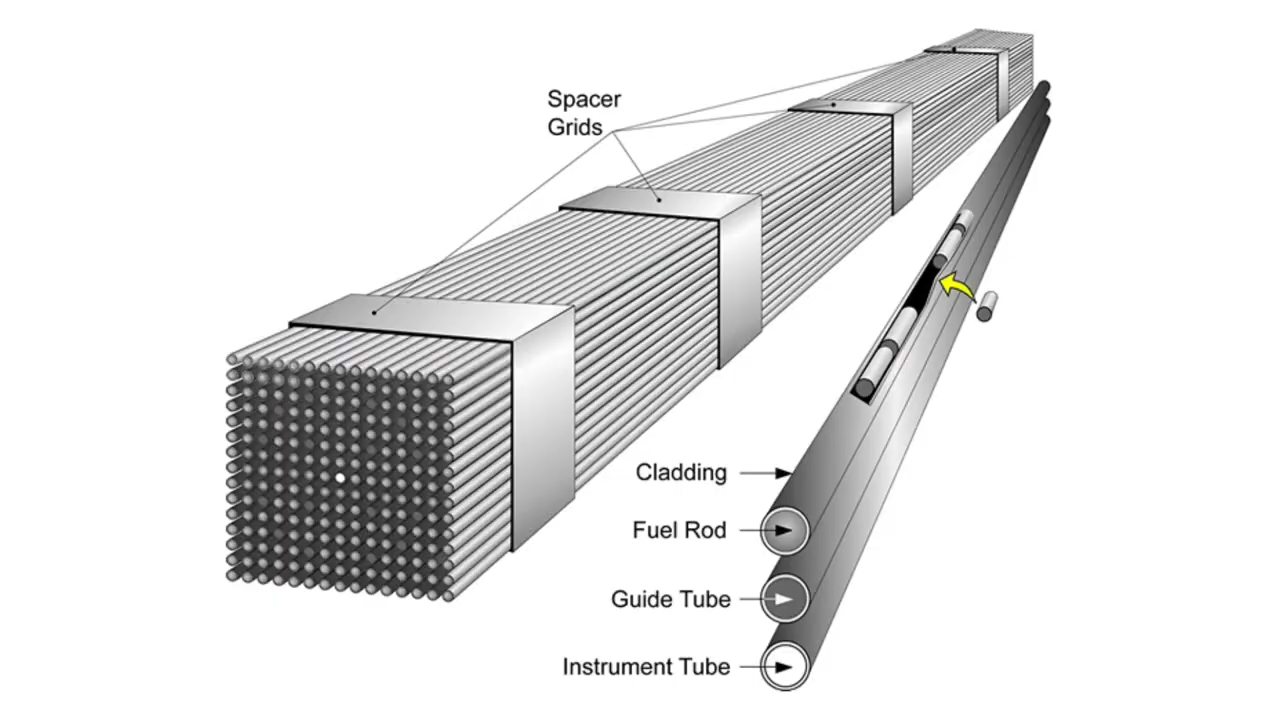 Spacer
Grids
Cladding
Fuel Rod
Guide Tube
Instrument Tube